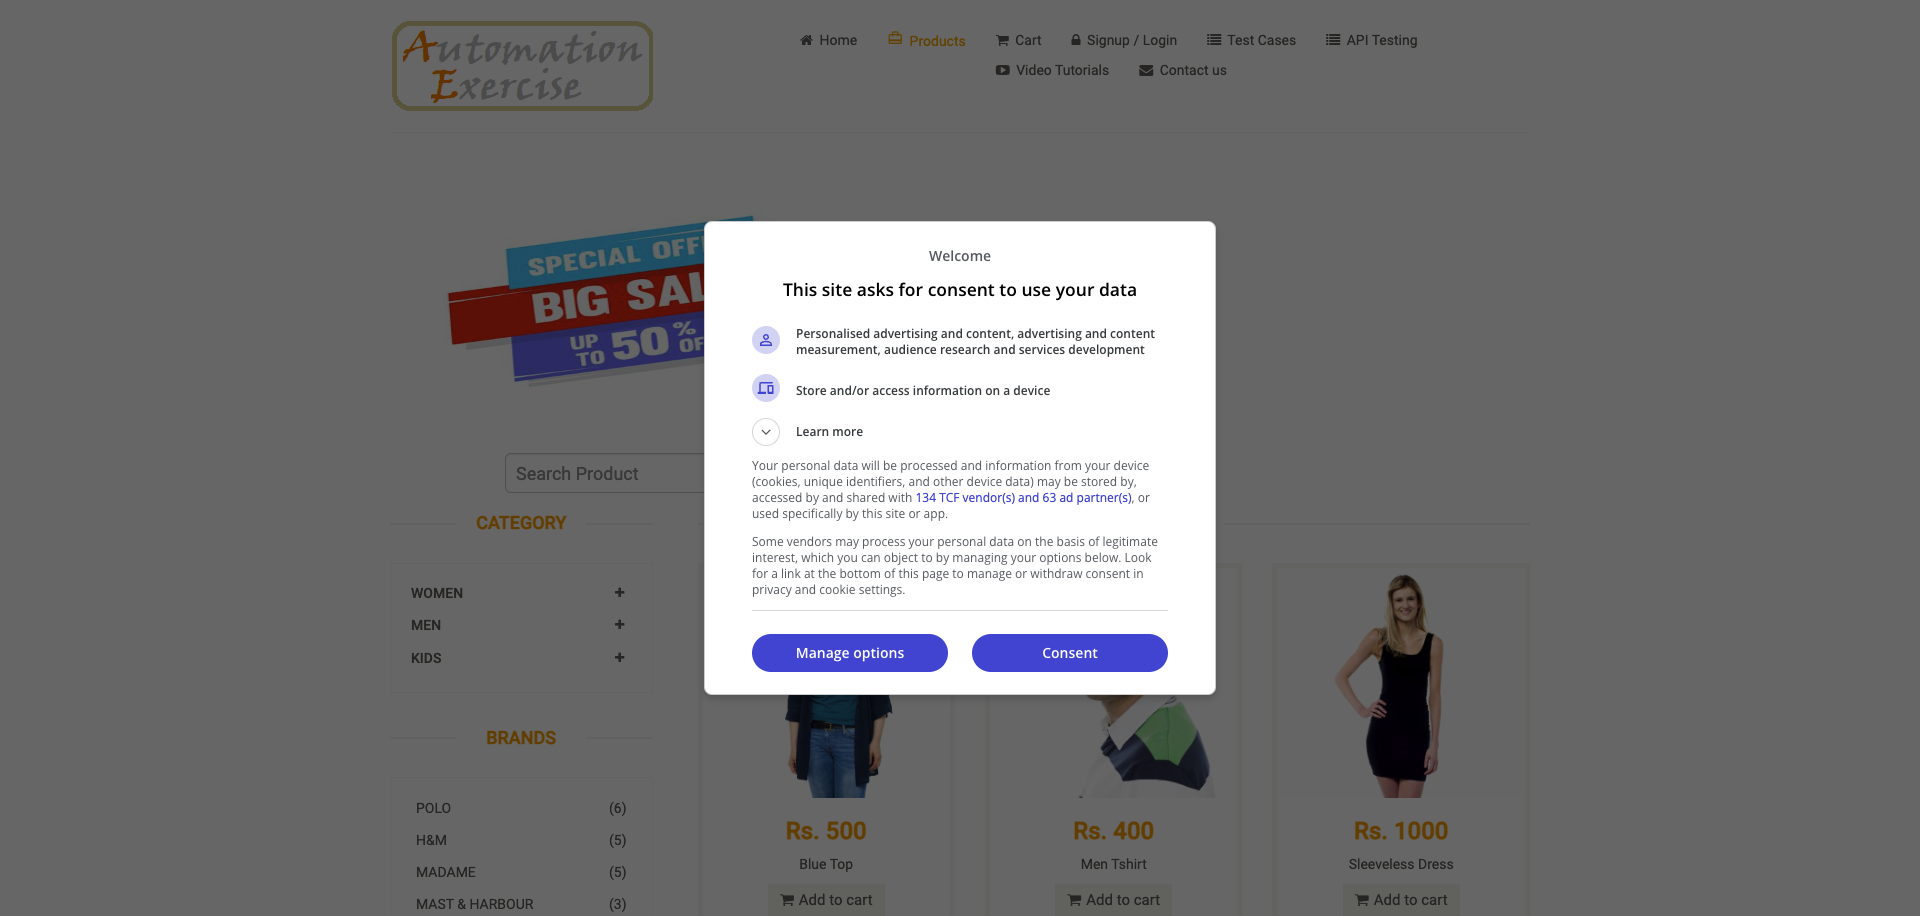 Automation
Exercise
Home
Products
Cart
Signup / Login
Test Cases
API Testing
Video Tutorials
Contact us
SPECIAL OFF
BIG SAL
UP TO 50 % OF
Search Product
Welcome
This site asks for consent to use your data
Personalised advertising and content, advertising and content
measurement, audience research and services development
Store and/or access information on a device
Learn more
Your personal data will be processed and information from your device
(cookies, unique identifiers, and other device data) may be stored by,
accessed by and shared with 134 TCF vendor(s) and 63 ad partner(s), or
used specifically by this site or app.
Some vendors may process your personal data on the basis of legitimate
interest, which you can object to by managing your options below. Look
for a link at the bottom of this page to manage or withdraw consent in
privacy and cookie settings.
Manage options
Consent
CATEGORY
WOMEN
MEN
KIDS
BRANDS
POLO (6)
H&M (5)
MADAME (5)
MAST & HARBOUR (3)
Rs. 500
Blue Top
Add to cart
Rs. 400
Men Tshirt
Add to cart
Rs. 1000
Sleeveless Dress
Add to cart